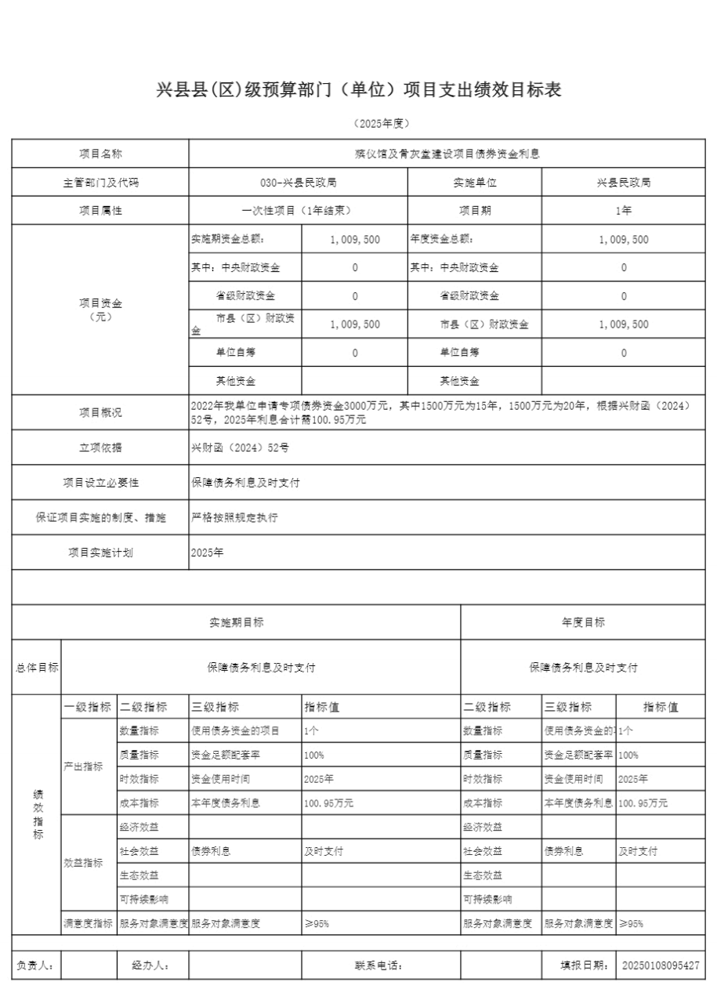 兴县县(区)级预算部门（单位）项目支出绩效目标表
（2025年度）
项目名称 殡仪馆及骨灰堂建设项目债券资金利息
主管部门及代码 030-兴县民政局 实施单位 兴县民政局
项目属性 一次性项目（1年结束） 项目期 1年
项目资金
（元）
实施期资金总额: 1,009,500 年度资金总额: 1,009,500
其中: 中央财政资金 0 其中: 中央财政资金 0
省级财政资金 0 省级财政资金 0
市县（区）财政资
金 1,009,500 市县（区）财政资金 1,009,500
单位自筹 0 单位自筹 0
其他资金 其他资金
项目概况 2022年我单位申请专项债券资金3000万元，其中1500万元为15年，1500万元为20年，根据兴财函（2024）
52号，2025年利息合计需100.95万元
立项依据 兴财函（2024）52号
项目设立必要性 保障债务利息及时支付
保证项目实施的制度、措施 严格按照规定执行
项目实施计划 2025年
实施期目标 年度目标
总体目标 保障债务利息及时支付 保障债务利息及时支付
绩效指标
一级指标 二级指标 三级指标 指标值 二级指标 三级指标 指标值
产出指标
数量指标 使用债务资金的项目 1个 数量指标 使用债务资金的 1个
质量指标 资金足额配套率 100% 质量指标 资金足额配套率 100%
时效指标 资金使用时间 2025年 时效指标 资金使用时间 2025年
成本指标 本年度债务利息 100.95万元 成本指标 本年度债务利息 100.95万元
效益指标
经济效益 经济效益
社会效益 债券利息 及时支付 社会效益 债券利息 及时支付
生态效益 生态效益
可持续影响 可持续影响
满意度指标 服务对象满意度 服务对象满意度 ≥95% 服务对象满意度 服务对象满意度 ≥95%
负责人: 经办人: 联系电话: 填报日期: 20250108095427